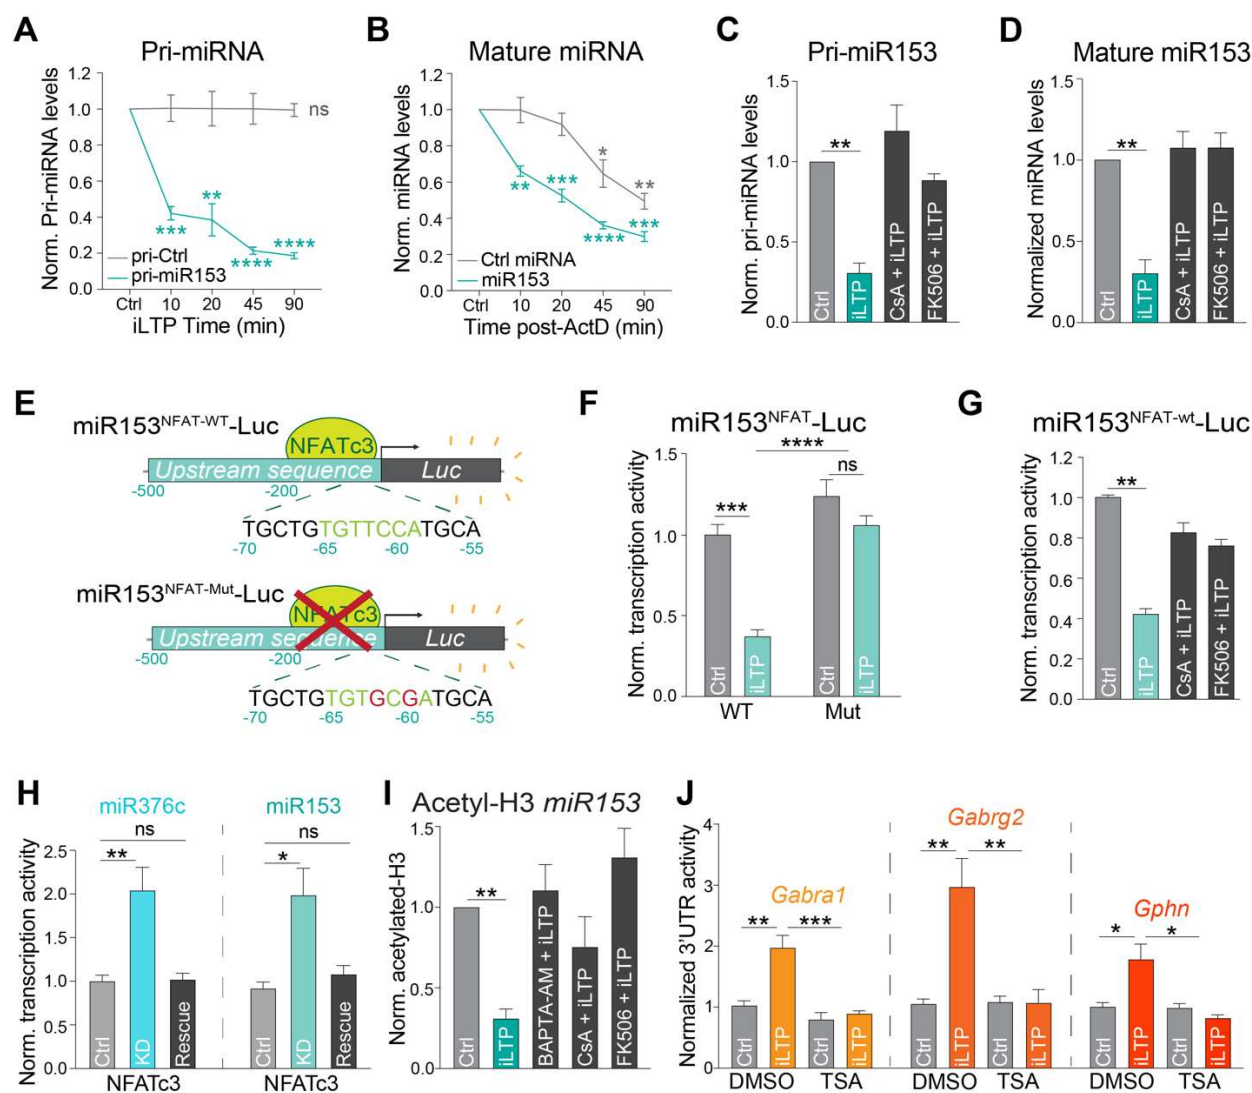 A
Pri-miRNA
Norm. Pri-miRNA levels
1.2
1.0
0.8
0.6
0.4
0.2
0.0
ns
**
***
****
****
pri-Ctrl
pri-miR153
Ctrl 10 20 45 90
iLTP Time (min)
B
Mature miRNA
Norm. miRNA levels
1.2
1.0
0.8
0.6
0.4
0.2
0.0
*
**
**
***
****
***
Ctrl miRNA
miR153
Ctrl 10 20 45 90
Time post-ActD (min)
C
Pri-miR153
Norm. pri-miRNA levels
1.5
1.0
0.5
0.0
**
Ctrl
iLTP
CsA + iLTP
FK506 + iLTP
D
Mature miR153
Normalized miRNA levels
1.5
1.0
0.5
0.0
**
Ctrl
iLTP
CsA + iLTP
FK506 + iLTP
E
miR153NFAT-WT-Luc
NFATc3
Upstream sequence
Luc
-500
-200
TGCTGTGTTCCATGCA
-70 -65 -60 -55
miR153NFAT-Mut-Luc
NFATc3
Upstream sequence
Luc
-500
-200
TGCTGTGTGCGATGCA
-70 -65 -60 -55
F
miR153NFAT-Luc
Norm. transcription activity
1.5
1.0
0.5
0.0
****
***
ns
Ctrl
iLTP
Ctrl
iLTP
WT Mut
G
miR153NFAT-wt-Luc
Norm. transcription activity
1.2
1.0
0.8
0.6
0.4
0.2
0
**
Ctrl
iLTP
CsA + iLTP
FK506 + iLTP
H
miR376c
miR153
Norm. transcription activity
2.5
2.0
1.5
1.0
0.5
0.0
ns
**
ns
*
Ctrl
KD
Rescue
Ctrl
KD
Rescue
NFATc3 NFATc3
I
Acetyl-H3 miR153
Norm. acetylated-H3
1.5
1.0
0.5
0
**
Ctrl
iLTP
BAPTA-AM + iLTP
CsA + iLTP
FK506 + iLTP
J
Normalized 3'UTR activity
4
3
2
1
0
Gabra1
** ***
Gabrg2
** **
Gphn
* *
Ctrl
iLTP
Ctrl
iLTP
Ctrl
iLTP
Ctrl
iLTP
Ctrl
iLTP
Ctrl
iLTP
DMSO TSA DMSO TSA DMSO TSA